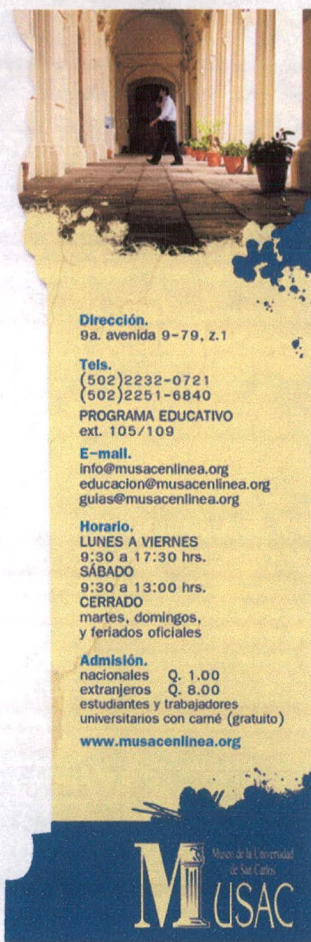 Dirección.
9a. avenida 9-79, z.1
Tels.
(502)2232-0721
(502)2251-6840
PROGRAMA EDUCATIVO
ext. 105/109
E-mail.
info@musacenlinea.org
educacion@musacenlinea.org
guias@musacenlinea.org
Horario.
LUNES A VIERNES
9:30 a 17:30 hrs.
SÁBADO
9:30 a 13:00 hrs.
CERRADO
martes, domingos,
y feriados oficiales
Admisión.
nacionales Q. 1.00
extranjeros Q. 8.00
estudiantes y trabajadores
universitarios con carné (gratuito)
www.musacenlinea.org
Museo de la Universidad
de San Carlos
MUSAC